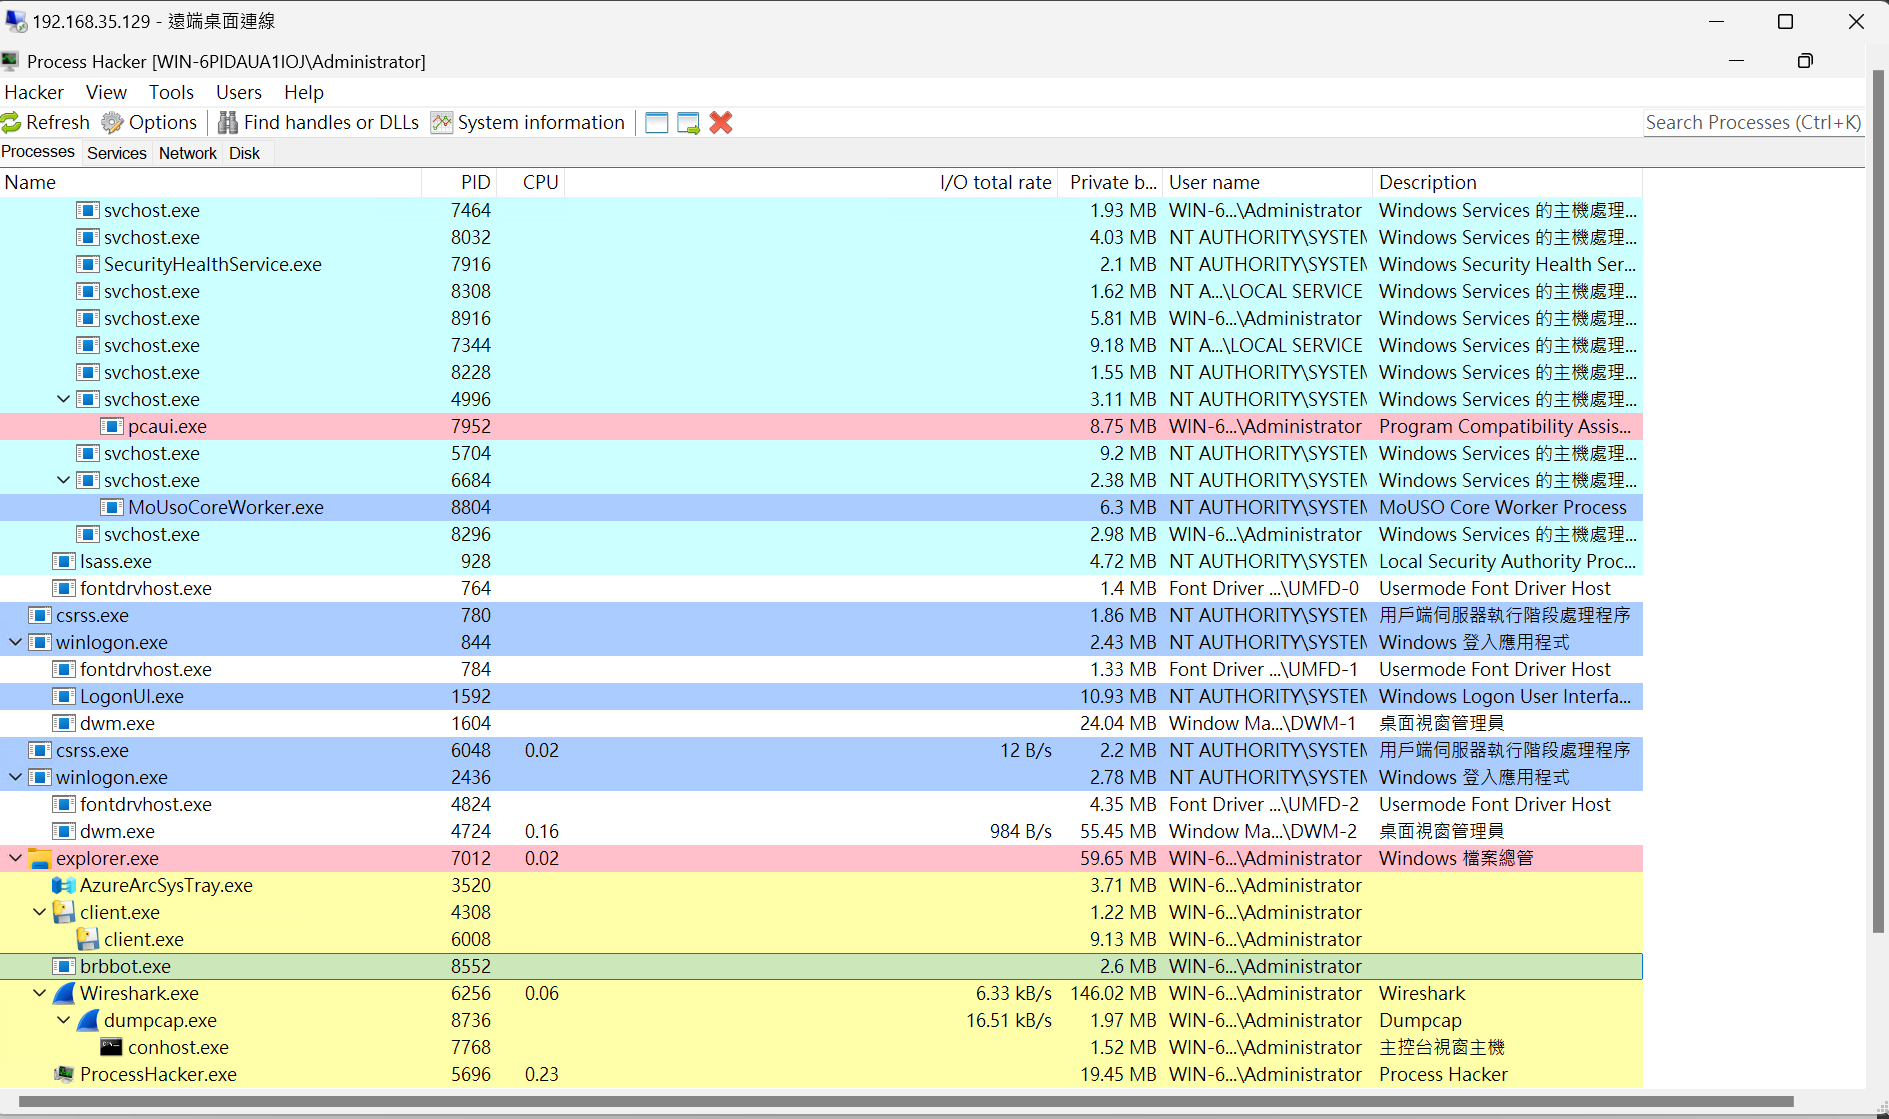 192.168.35.129 - 遠端桌面連線
Process Hacker [WIN-6PIDAUA1IOJ\Administrator]
Hacker View Tools Users Help
Refresh Options Find handles or DLLs System information Search Processes (Ctrl+K)
Processes Services Network Disk
Name PID CPU I/O total rate Private b... User name Description
svchost.exe 7464 1.93 MB WIN-6...\Administrator Windows Services 的主機處理...
svchost.exe 8032 4.03 MB NT AUTHORITY\SYSTEM Windows Services 的主機處理...
SecurityHealthService.exe 7916 2.1 MB NT AUTHORITY\SYSTEM Windows Security Health Ser...
svchost.exe 8308 1.62 MB NT A...\LOCAL SERVICE Windows Services 的主機處理...
svchost.exe 8916 5.81 MB WIN-6...\Administrator Windows Services 的主機處理...
svchost.exe 7344 9.18 MB NT A...\LOCAL SERVICE Windows Services 的主機處理...
svchost.exe 8228 1.55 MB NT AUTHORITY\SYSTEM Windows Services 的主機處理...
svchost.exe 4996 3.11 MB NT AUTHORITY\SYSTEM Windows Services 的主機處理...
pcaui.exe 7952 8.75 MB WIN-6...\Administrator Program Compatibility Assis...
svchost.exe 5704 9.2 MB NT AUTHORITY\SYSTEM Windows Services 的主機處理...
svchost.exe 6684 2.38 MB NT AUTHORITY\SYSTEM Windows Services 的主機處理...
MoUsoCoreWorker.exe 8804 6.3 MB NT AUTHORITY\SYSTEM MoUSO Core Worker Process
svchost.exe 8296 2.98 MB WIN-6...\Administrator Windows Services 的主機處理...
lsass.exe 928 4.72 MB NT AUTHORITY\SYSTEM Local Security Authority Proc...
fontdrvhost.exe 764 1.4 MB Font Driver ...\UMFD-0 Usermode Font Driver Host
csrss.exe 780 1.86 MB NT AUTHORITY\SYSTEM 用戶端伺服器執行階段處理程序
winlogon.exe 844 2.43 MB NT AUTHORITY\SYSTEM Windows 登入應用程式
fontdrvhost.exe 784 1.33 MB Font Driver ...\UMFD-1 Usermode Font Driver Host
LogonUI.exe 1592 10.93 MB NT AUTHORITY\SYSTEM Windows Logon User Interfa...
dwm.exe 1604 24.04 MB Window Ma...\DWM-1 桌面視窗管理員
csrss.exe 6048 0.02 12 B/s 2.2 MB NT AUTHORITY\SYSTEM 用戶端伺服器執行階段處理程序
winlogon.exe 2436 2.78 MB NT AUTHORITY\SYSTEM Windows 登入應用程式
fontdrvhost.exe 4824 4.35 MB Font Driver ...\UMFD-2 Usermode Font Driver Host
dwm.exe 4724 0.16 984 B/s 55.45 MB Window Ma...\DWM-2 桌面視窗管理員
explorer.exe 7012 0.02 59.65 MB WIN-6...\Administrator Windows 檔案總管
AzureArcSysTray.exe 3520 3.71 MB WIN-6...\Administrator
client.exe 4308 1.22 MB WIN-6...\Administrator
client.exe 6008 9.13 MB WIN-6...\Administrator
brbbot.exe 8552 2.6 MB WIN-6...\Administrator
Wireshark.exe 6256 0.06 6.33 kB/s 146.02 MB WIN-6...\Administrator Wireshark
dumpcap.exe 8736 16.51 kB/s 1.97 MB WIN-6...\Administrator Dumpcap
conhost.exe 7768 1.52 MB WIN-6...\Administrator 主控台視窗主機
ProcessHacker.exe 5696 0.23 19.45 MB WIN-6...\Administrator Process Hacker